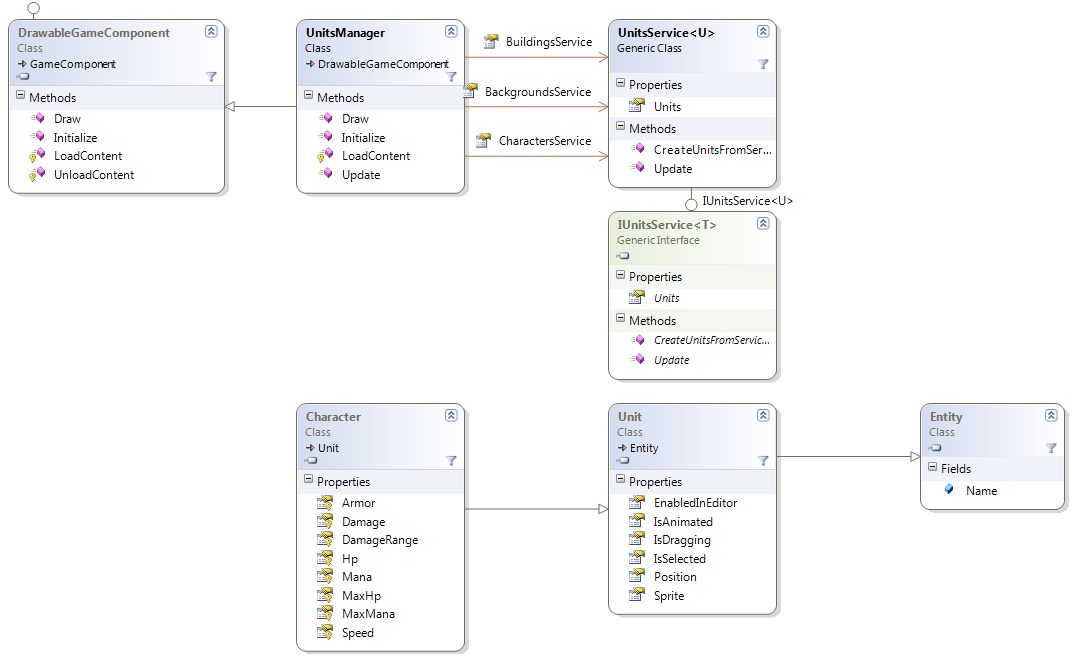 DrawableGameComponent
Class
GameComponent
Methods
Draw
Initialize
LoadContent
UnloadContent
UnitsManager
Class
DrawableGameComponent
Methods
Draw
Initialize
LoadContent
Update
BuildingsService
BackgroundsService
CharactersService
UnitsService<U>
Generic Class
Properties
Units
Methods
CreateUnitsFromSer...
Update
IUnitsService<U>
IUnitsService<T>
Generic Interface
Properties
Units
Methods
CreateUnitsFromServic...
Update
Character
Class
Unit
Properties
Armor
Damage
DamageRange
Hp
Mana
MaxHp
MaxMana
Speed
Unit
Class
Entity
Properties
EnabledInEditor
IsAnimated
IsDragging
IsSelected
Position
Sprite
Entity
Class
Fields
Name